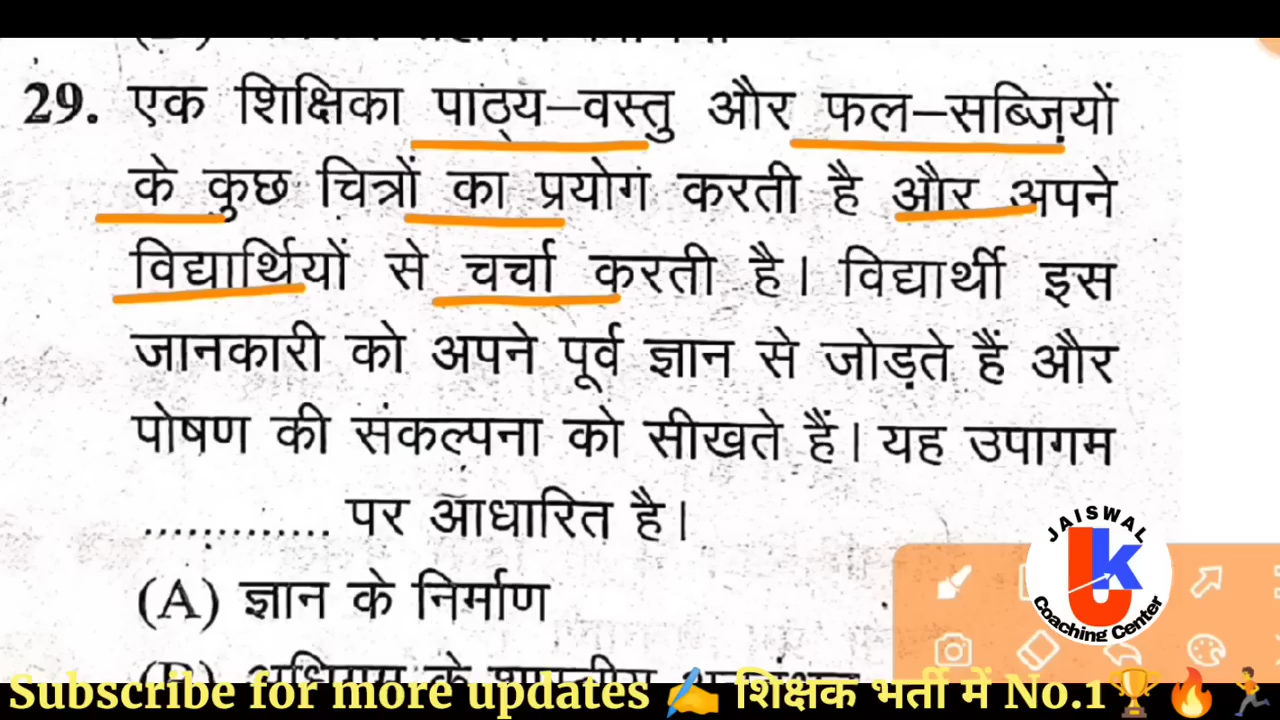 29. एक शिक्षिका पाठ्य–वस्तु और फल–सब्ज़ियों
के कुछ चित्रों का प्रयोग करती है और अपने
विद्यार्थियों से चर्चा करती है। विद्यार्थी इस
जानकारी को अपने पूर्व ज्ञान से जोड़ते हैं और
पोषण की संकल्पना को सीखते हैं। यह उपागम
............. पर आधारित है।
(A) ज्ञान के निर्माण
JAISWAL
Jk
Coaching Center
Subscribe for more updates ✍️ शिक्षक भर्ती में No.1🏆🔥🏃